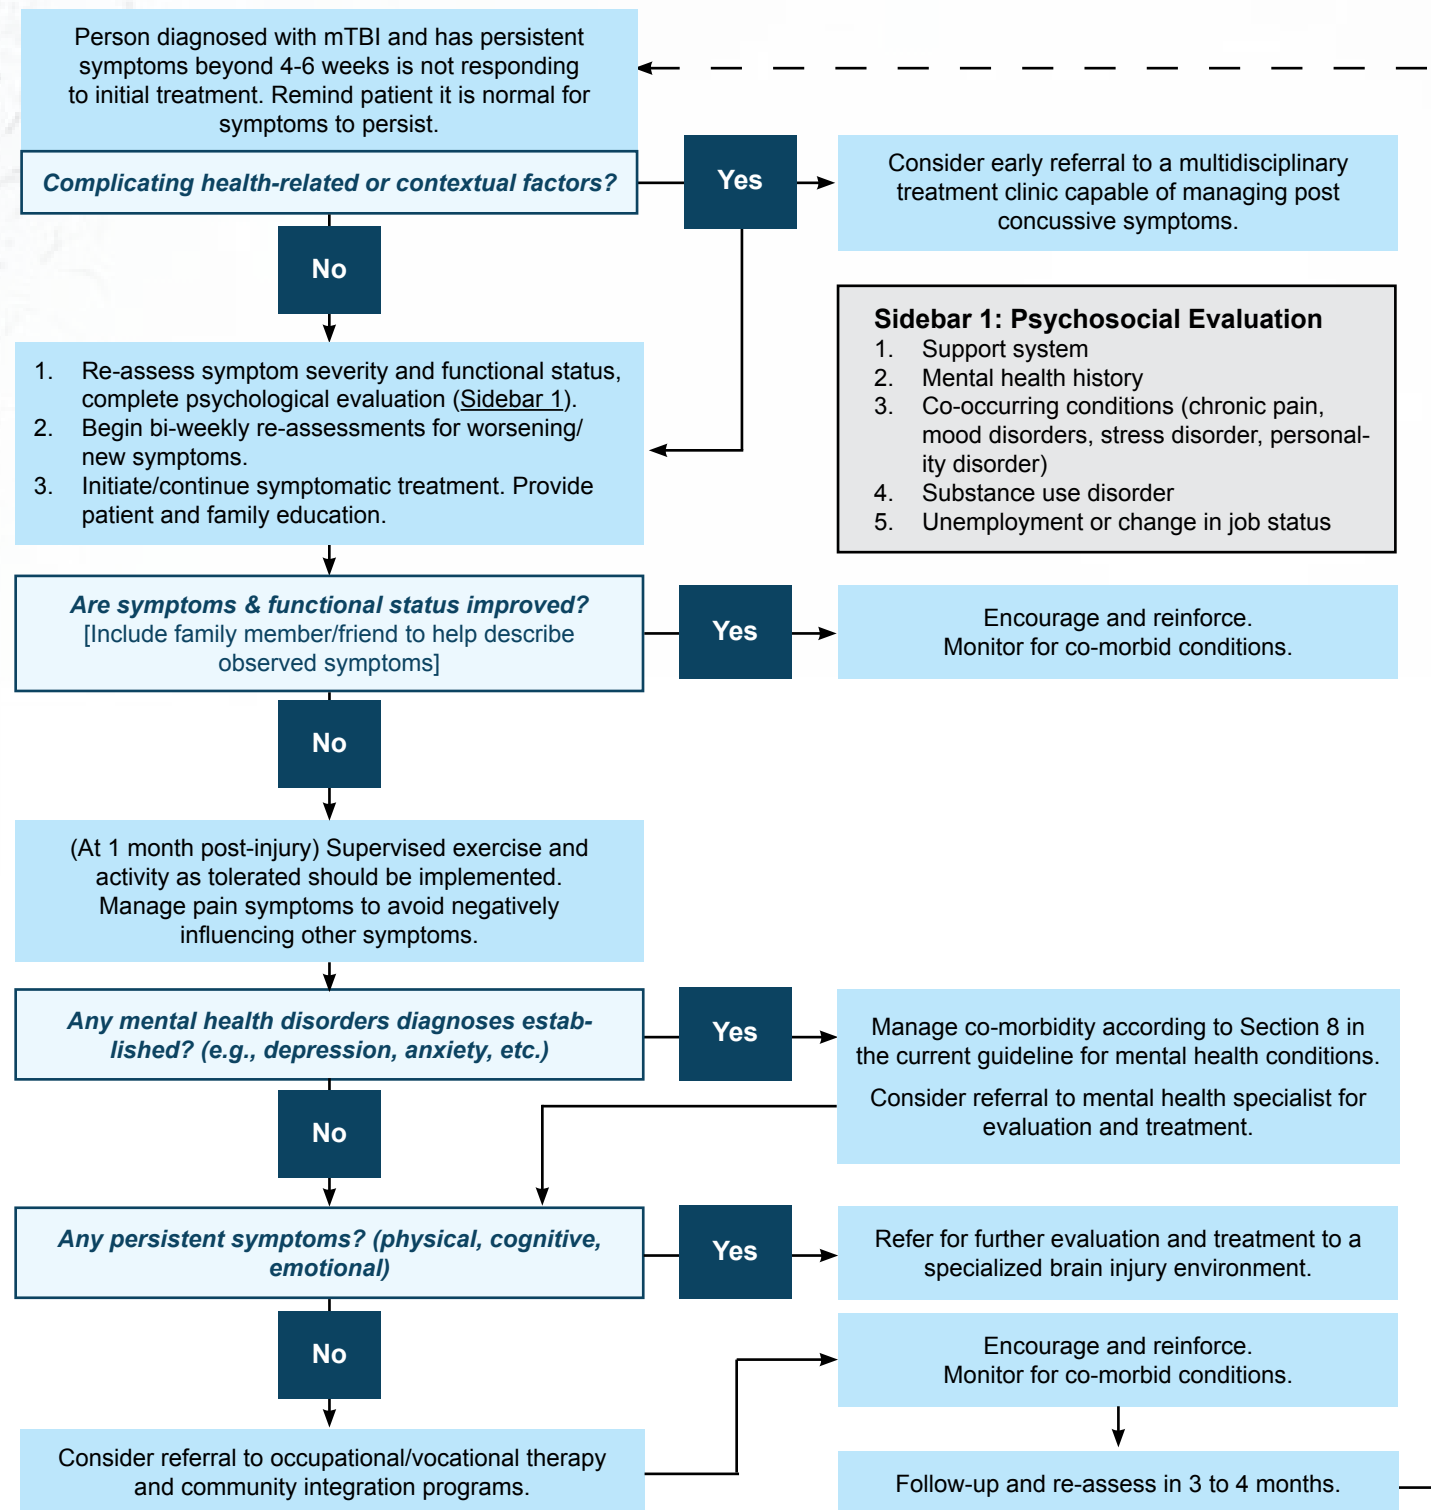 Person diagnosed with mTBI and has persistent
symptoms beyond 4-6 weeks is not responding
to initial treatment. Remind patient it is normal for
symptoms to persist.
Complicating health-related or contextual factors?
Yes
Consider early referral to a multidisciplinary
treatment clinic capable of managing post
concussive symptoms.
No
Sidebar 1: Psychosocial Evaluation
1. Support system
2. Mental health history
3. Co-occurring conditions (chronic pain,
mood disorders, stress disorder, personal-
ity disorder)
4. Substance use disorder
5. Unemployment or change in job status
1. Re-assess symptom severity and functional status,
complete psychological evaluation (Sidebar 1).
2. Begin bi-weekly re-assessments for worsening/
new symptoms.
3. Initiate/continue symptomatic treatment. Provide
patient and family education.
Are symptoms & functional status improved?
[Include family member/friend to help describe
observed symptoms]
Yes
Encourage and reinforce.
Monitor for co-morbid conditions.
No
(At 1 month post-injury) Supervised exercise and
activity as tolerated should be implemented.
Manage pain symptoms to avoid negatively
influencing other symptoms.
Any mental health disorders diagnoses estab-
lished? (e.g., depression, anxiety, etc.)
Yes
Manage co-morbidity according to Section 8 in
the current guideline for mental health conditions.
Consider referral to mental health specialist for
evaluation and treatment.
No
Any persistent symptoms? (physical, cognitive,
emotional)
Yes
Refer for further evaluation and treatment to a
specialized brain injury environment.
No
Encourage and reinforce.
Monitor for co-morbid conditions.
Consider referral to occupational/vocational therapy
and community integration programs.
Follow-up and re-assess in 3 to 4 months.